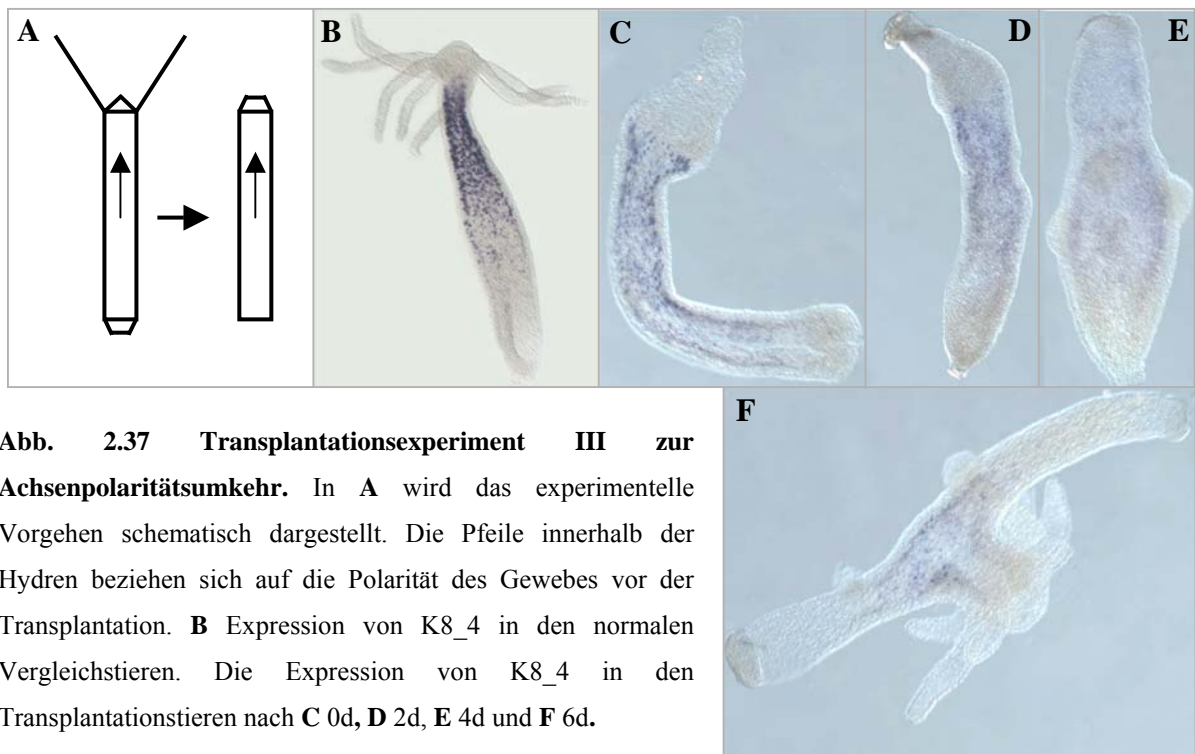 A
B
C
D
E
F
Abb. 2.37 Transplantationsexperiment III zur
Achsenpolaritätsumkehr. In A wird das experimentelle
Vorgehen schematisch dargestellt. Die Pfeile innerhalb der
Hydren beziehen sich auf die Polarität des Gewebes vor der
Transplantation. B Expression von K8_4 in den normalen
Vergleichstieren. Die Expression von K8_4 in den
Transplantationstieren nach C 0d, D 2d, E 4d und F 6d.